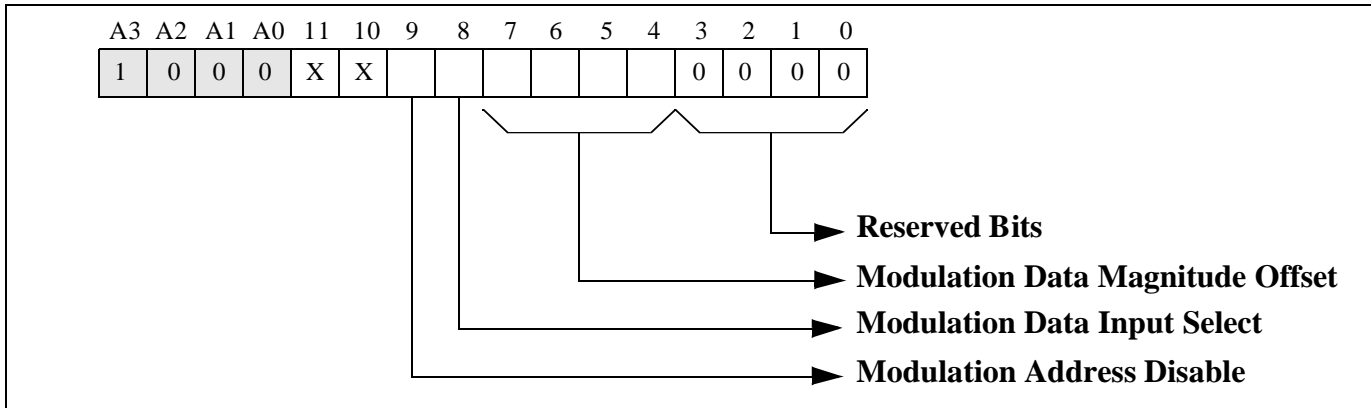 A3 A2 A1 A0 11 10 9 8 7 6 5 4 3 2 1 0
1 0 0 0 X X 0 0 0 0
Reserved Bits
Modulation Data Magnitude Offset
Modulation Data Input Select
Modulation Address Disable